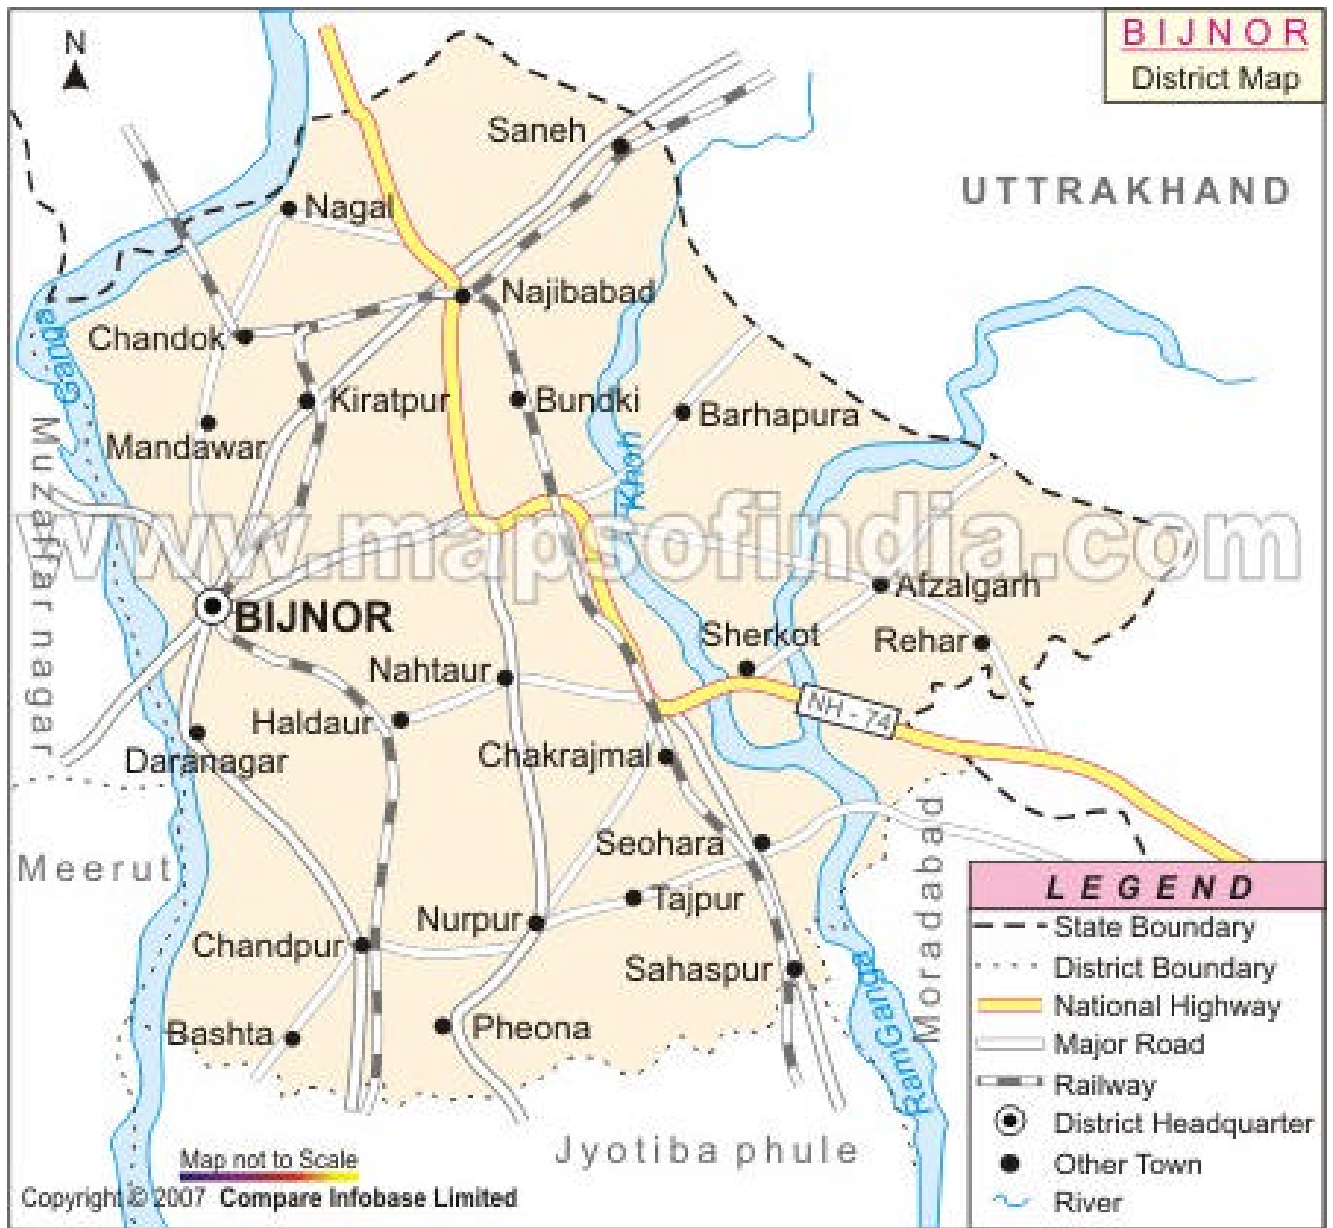 BIJNOR
District Map
N
Saneh
UTTRAKHAND
Nagal
Najibabad
Chandok
Ganga
Kiratpur
Bundki
Barhapura
Mandawar
Khon
Muzaffarnagar
www.mapsofindia.com
Afzalgarh
BIJNOR
Sherkot
Rehar
Nahtaur
Haldaur
NH - 74
Daranagar
Chakrajmal
Meerut
Seohara
Moradabad
Tajpur
Nurpur
Chandpur
Sahaspur
RamGanga
Bashta
Pheona
Jyotiba phule
LEGEND
State Boundary
District Boundary
National Highway
Major Road
Railway
District Headquarter
Other Town
River
Map not to Scale
Copyright © 2007 Compare Infobase Limited